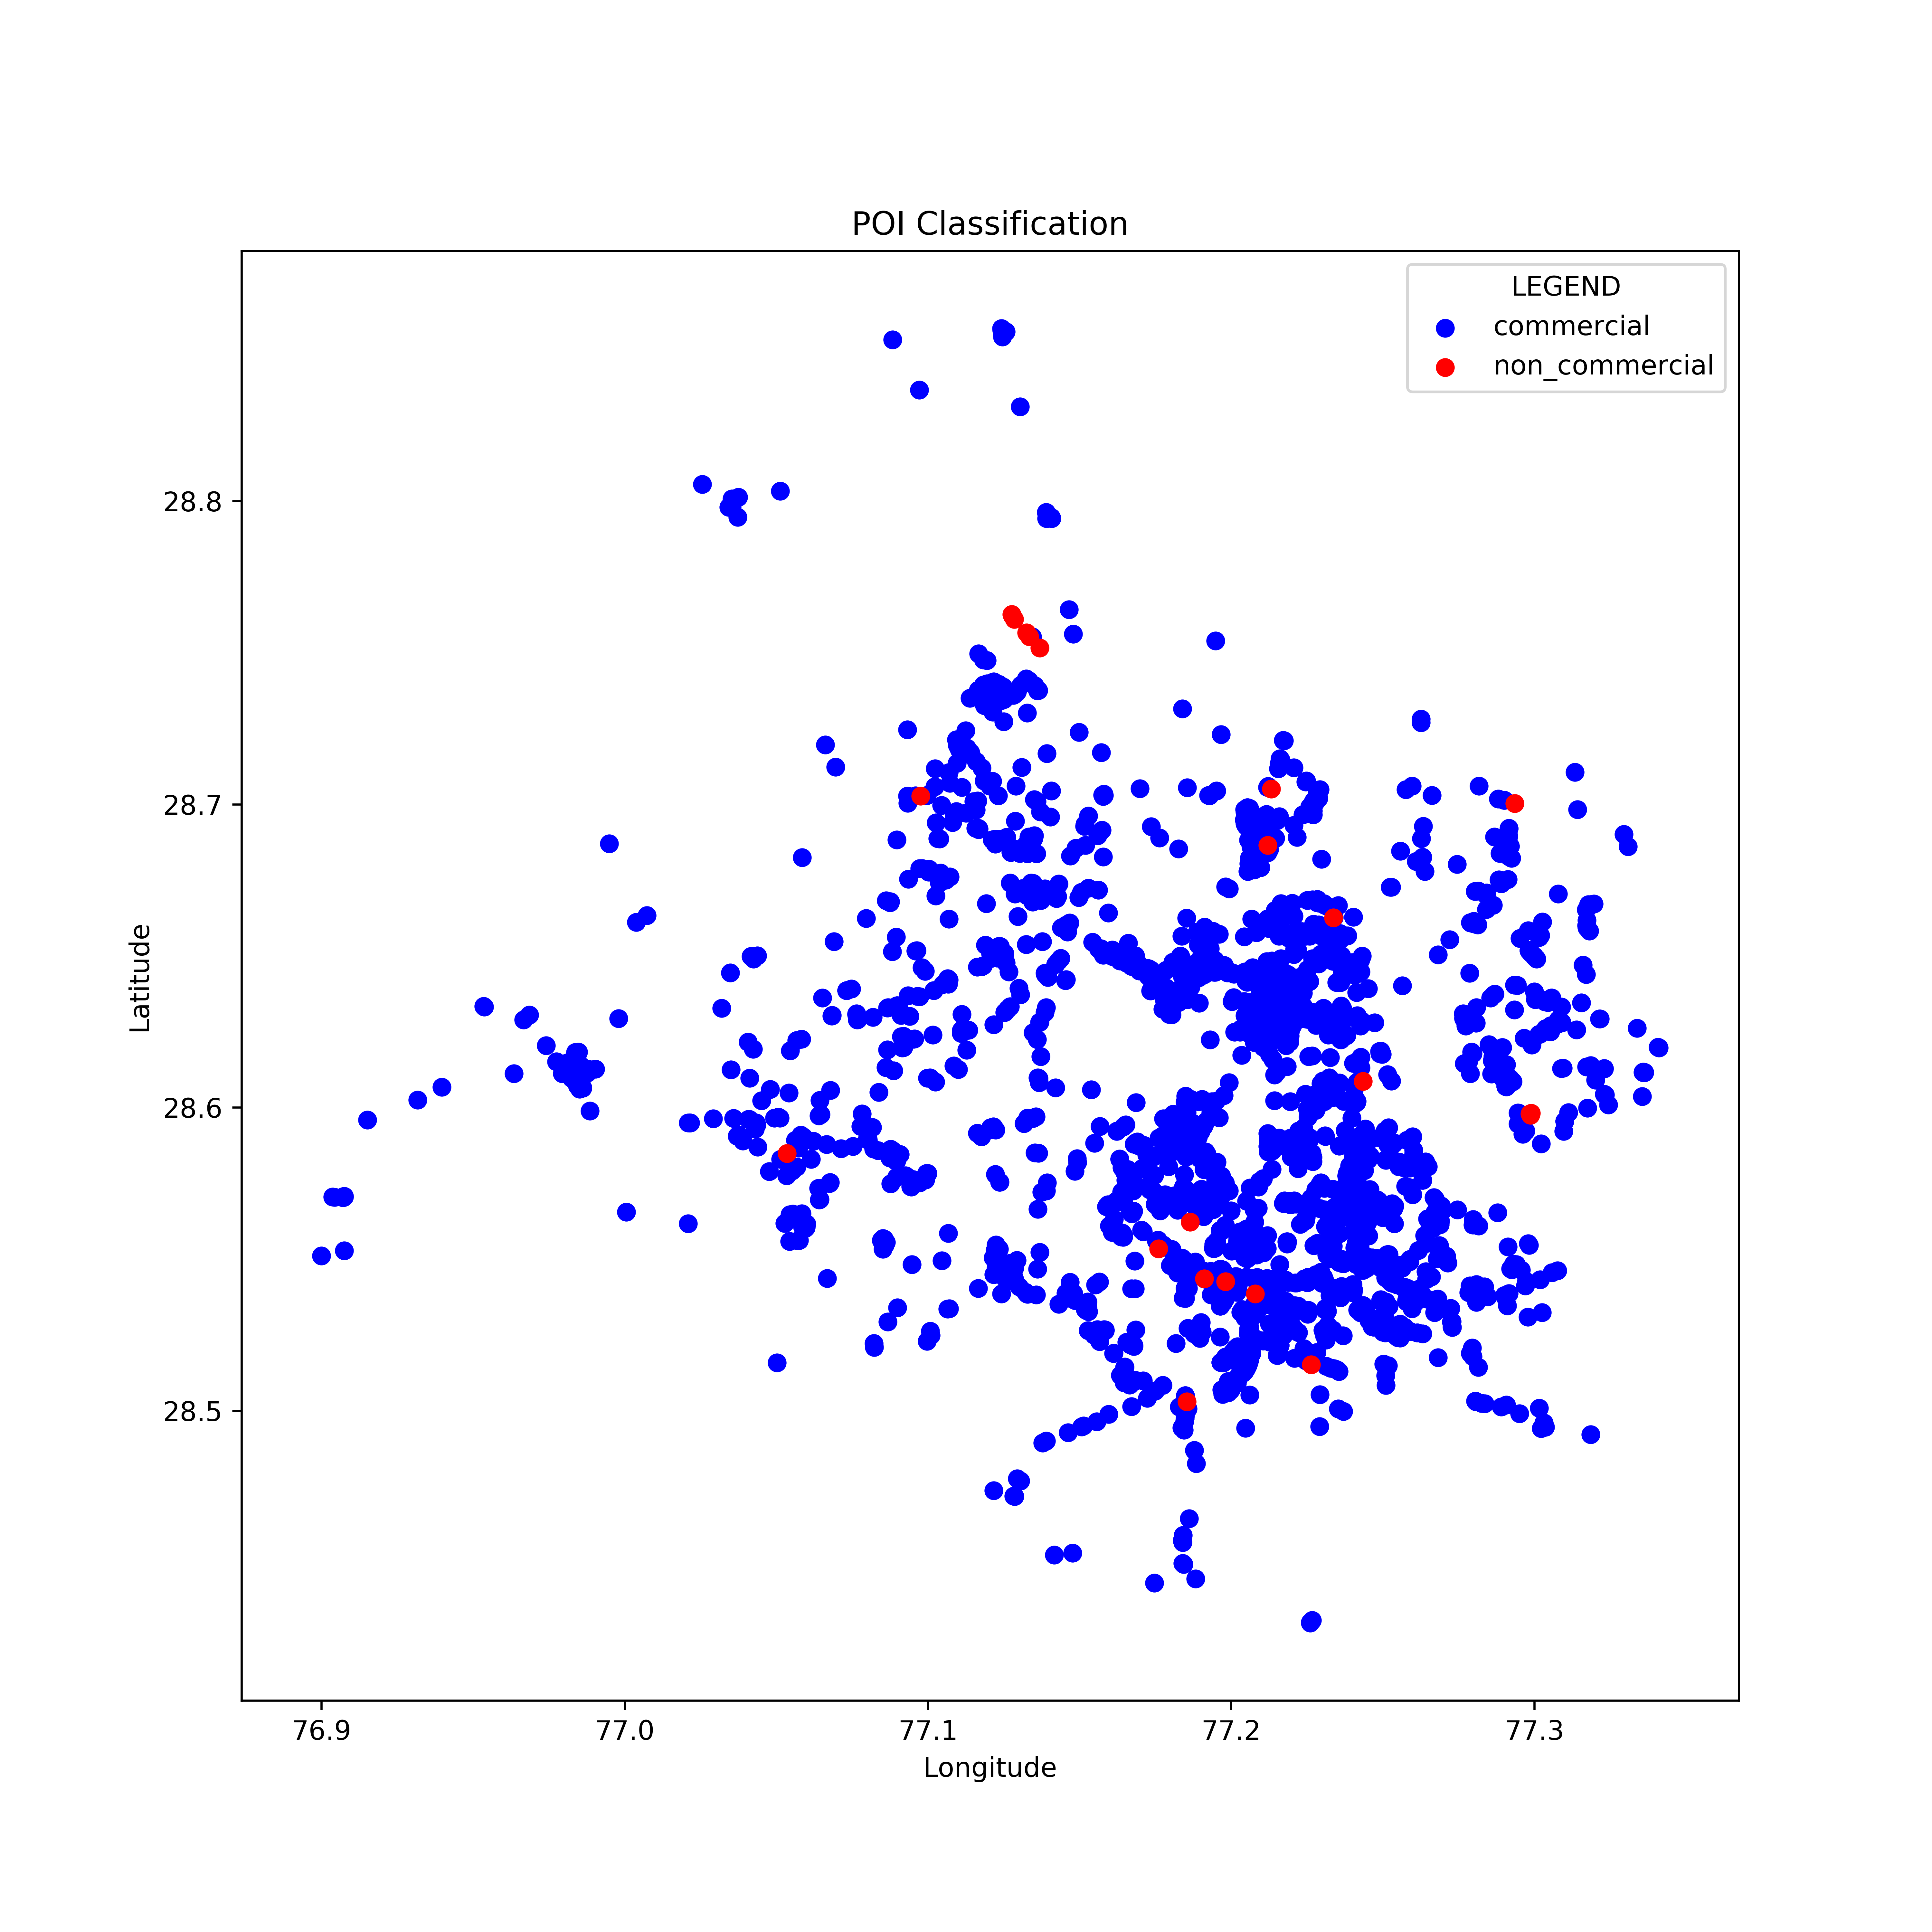 POI Classification
LEGEND
commercial
non_commercial
Latitude
28.8
28.7
28.6
28.5
76.9 77.0 77.1 77.2 77.3
Longitude